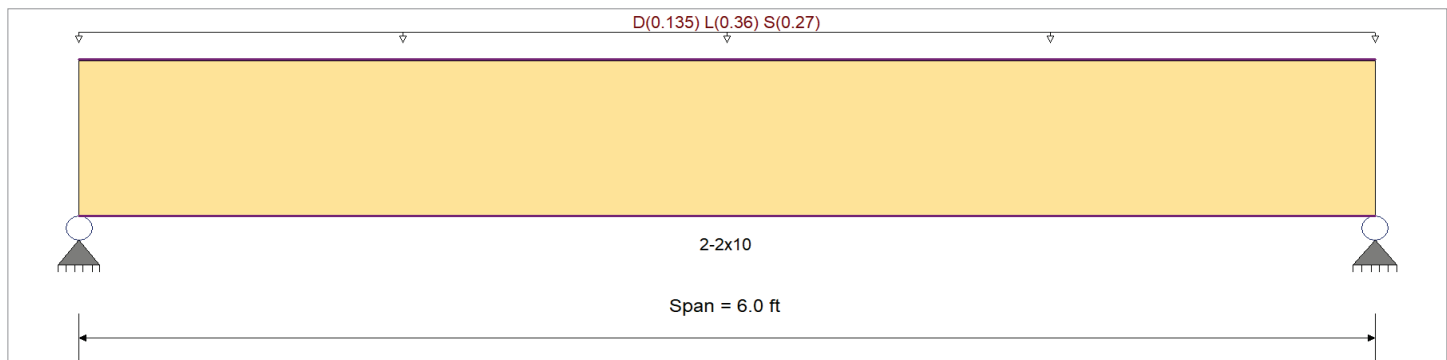 D(0.135) L(0.36) S(0.27)
2-2x10
Span = 6.0 ft